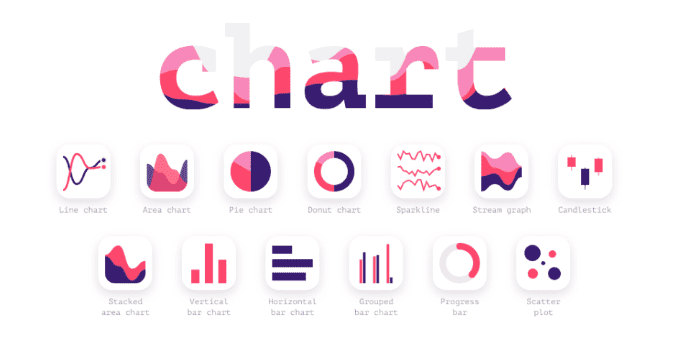 chart
Line chart
Area chart
Pie chart
Donut chart
Sparkline
Stream graph
Candlestick
Stacked
area chart
Vertical
bar chart
Horizontal
bar chart
Grouped
bar chart
Progress
bar
Scatter
plot